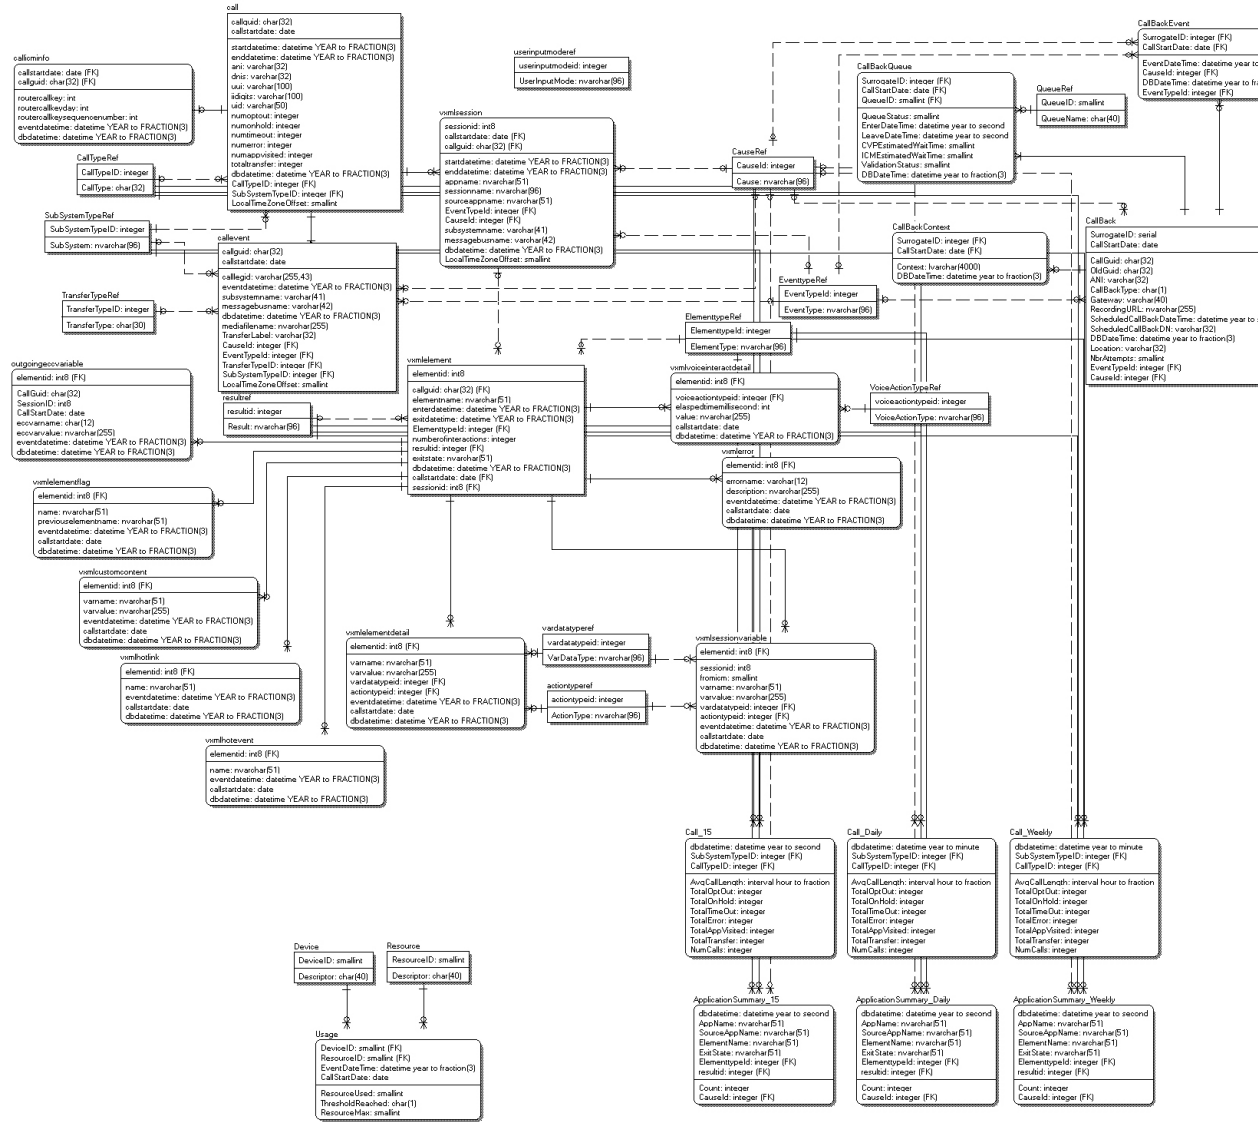 call
callguid: char(32)
callstartdate: date
startdatetime: datetime YEAR to FRACTION(3)
enddatetime: datetime YEAR to FRACTION(3)
ani: varchar(32)
dnis: varchar(32)
uui: varchar(100)
iidigits: varchar(100)
uid: varchar(50)
numoptout: integer
numonhold: integer
numtimeout: integer
numerror: integer
numappvisited: integer
totaltransfer: integer
dbdatetime: datetime YEAR to FRACTION(3)
CallTypeID: integer (FK)
SubSystemTypeID: integer (FK)
LocalTimeZoneOffset: smallint
callicminfo
callstartdate: date (FK)
callguid: char(32) (FK)
routercallkey: int
routercallkeyday: int
routercallkeysequencenumber: int
eventdatetime: datetime YEAR to FRACTION(3)
dbdatetime: datetime YEAR to FRACTION(3)
CallTypeRef
CallTypeID: integer
CallType: char(32)
SubSystemTypeRef
SubSystemTypeID: integer
SubSystem: nvarchar(96)
TransferTypeRef
TransferTypeID: integer
TransferType: char(30)
callevent
callguid: char(32)
callstartdate: date
calllegid: varchar(255,43)
eventdatetime: datetime YEAR to FRACTION(3)
subsystemname: varchar(41)
messagebusname: varchar(42)
dbdatetime: datetime YEAR to FRACTION(3)
mediafilename: nvarchar(255)
TransferLabel: varchar(32)
CauseId: integer (FK)
EventTypeId: integer (FK)
TransferTypeID: integer (FK)
SubSystemTypeID: integer (FK)
LocalTimeZoneOffset: smallint
userinputmoderef
userinputmodeid: integer
UserInputMode: nvarchar(96)
vxmlsession
sessionid: int8
callstartdate: date (FK)
callguid: char(32) (FK)
startdatetime: datetime YEAR to FRACTION(3)
enddatetime: datetime YEAR to FRACTION(3)
appname: nvarchar(51)
sessionname: nvarchar(96)
sourceappname: nvarchar(51)
EventTypeId: integer (FK)
CauseId: integer (FK)
subsystemname: varchar(41)
messagebusname: varchar(42)
dbdatetime: datetime YEAR to FRACTION(3)
LocalTimeZoneOffset: smallint
CauseRef
CauseId: integer
Cause: nvarchar(96)
CallBackQueue
SurrogateID: integer (FK)
CallStartDate: date (FK)
QueueID: smallint (FK)
QueueStatus: smallint
EnterDateTime: datetime year to second
LeaveDateTime: datetime year to second
CVPEstimatedWaitTime: smallint
ICMEstimatedWaitTime: smallint
ValidationStatus: smallint
DBDateTime: datetime year to fraction(3)
QueueRef
QueueID: smallint
QueueName: char(40)
CallBackEvent
SurrogateID: integer (FK)
CallStartDate: date (FK)
EventDateTime: datetime year to
CauseId: integer (FK)
DBDateTime: datetime year to fra
EventTypeId: integer (FK)
CallBackContext
SurrogateID: integer (FK)
CallStartDate: date (FK)
Context: lvarchar(4000)
DBDateTime: datetime year to fraction(3)
CallBack
SurrogateID: serial
CallStartDate: date
CallGuid: char(32)
OldGuid: char(32)
ANI: varchar(32)
CallBackType: char(1)
Gateway: varchar(40)
RecordingURL: nvarchar(255)
ScheduledCallBackDateTime: datetime year to s
ScheduledCallBackDN: varchar(32)
DBDateTime: datetime year to fraction(3)
Location: varchar(32)
NbrAttempts: smallint
EventTypeId: integer (FK)
CauseId: integer (FK)
EventtypeRef
EventTypeId: integer
EventType: nvarchar(96)
ElementtypeRef
ElementtypeId: integer
ElementType: nvarchar(96)
outgoingeccvariable
elementid: int8 (FK)
CallGuid: char(32)
SessionID: int8
CallStartDate: date
eccvarname: char(12)
eccvarvalue: nvarchar(255)
eventdatetime: datetime YEAR to FRACTION(3)
dbdatetime: datetime YEAR to FRACTION(3)
resultref
resultid: integer
Result: nvarchar(96)
vxmlelement
elementid: int8
callguid: char(32) (FK)
elementname: nvarchar(51)
enterdatetime: datetime YEAR to FRACTION(3)
exitdatetime: datetime YEAR to FRACTION(3)
ElementtypeId: integer (FK)
numberofinteractions: integer
resultid: integer (FK)
exitstate: nvarchar(51)
dbdatetime: datetime YEAR to FRACTION(3)
callstartdate: date (FK)
sessionid: int8 (FK)
vxmlvoiceinteractdetail
elementid: int8 (FK)
voiceactiontypeid: integer (FK)
elaspedtimemillisecond: int
value: nvarchar(255)
callstartdate: date
dbdatetime: datetime YEAR to FRACTION(3)
VoiceActionTypeRef
voiceactiontypeid: integer
VoiceActionType: nvarchar(96)
vxmlerror
elementid: int8 (FK)
errorname: varchar(12)
description: nvarchar(255)
eventdatetime: datetime YEAR to FRACTION(3)
callstartdate: date
dbdatetime: datetime YEAR to FRACTION(3)
vxmlelementflag
elementid: int8 (FK)
name: nvarchar(51)
previouselementname: nvarchar(51)
eventdatetime: datetime YEAR to FRACTION(3)
callstartdate: date
dbdatetime: datetime YEAR to FRACTION(3)
vxmlcustomcontent
elementid: int8 (FK)
varname: nvarchar(51)
varvalue: nvarchar(255)
eventdatetime: datetime YEAR to FRACTION(3)
callstartdate: date
dbdatetime: datetime YEAR to FRACTION(3)
vxmlhotlink
elementid: int8 (FK)
name: nvarchar(51)
eventdatetime: datetime YEAR to FRACTION(3)
callstartdate: date
dbdatetime: datetime YEAR to FRACTION(3)
vxmlhotevent
elementid: int8 (FK)
name: nvarchar(51)
eventdatetime: datetime YEAR to FRACTION(3)
callstartdate: date
dbdatetime: datetime YEAR to FRACTION(3)
vxmlelementdetail
elementid: int8 (FK)
varname: nvarchar(51)
varvalue: nvarchar(255)
vardatatypeid: integer (FK)
actiontypeid: integer (FK)
eventdatetime: datetime YEAR to FRACTION(3)
callstartdate: date
dbdatetime: datetime YEAR to FRACTION(3)
vardatatyperef
vardatatypeid: integer
VarDataType: nvarchar(96)
actiontyperef
actiontypeid: integer
ActionType: nvarchar(96)
vxmlsessionvariable
elementid: int8 (FK)
sessionid: int8
fromicm: smallint
varname: nvarchar(51)
varvalue: nvarchar(255)
vardatatypeid: integer (FK)
actiontypeid: integer (FK)
eventdatetime: datetime YEAR to FRACTION(3)
callstartdate: date
dbdatetime: datetime YEAR to FRACTION(3)
Call_15
dbdatetime: datetime year to second
SubSystemTypeID: integer (FK)
CallTypeID: integer (FK)
AvgCallLength: interval hour to fraction
TotalOptOut: integer
TotalOnHold: integer
TotalTimeOut: integer
TotalError: integer
TotalAppVisited: integer
TotalTransfer: integer
NumCalls: integer
Call_Daily
dbdatetime: datetime year to minute
SubSystemTypeID: integer (FK)
CallTypeID: integer (FK)
AvgCallLength: interval hour to fraction
TotalOptOut: integer
TotalOnHold: integer
TotalTimeOut: integer
TotalError: integer
TotalAppVisited: integer
TotalTransfer: integer
NumCalls: integer
Call_Weekly
dbdatetime: datetime year to minute
SubSystemTypeID: integer (FK)
CallTypeID: integer (FK)
AvgCallLength: interval hour to fraction
TotalOptOut: integer
TotalOnHold: integer
TotalTimeOut: integer
TotalError: integer
TotalAppVisited: integer
TotalTransfer: integer
NumCalls: integer
Device
DeviceID: smallint
Descriptor: char(40)
Resource
ResourceID: smallint
Descriptor: char(40)
Usage
DeviceID: smallint (FK)
ResourceID: smallint (FK)
EventDateTime: datetime year to fraction(3)
CallStartDate: date
ResourceUsed: smallint
ThresholdReached: char(1)
ResourceMax: smallint
ApplicationSummary_15
dbdatetime: datetime year to second
AppName: nvarchar(51)
SourceAppName: nvarchar(51)
ElementName: nvarchar(51)
ExitState: nvarchar(51)
ElementtypeId: integer (FK)
resultid: integer (FK)
Count: integer
CauseId: integer (FK)
ApplicationSummary_Daily
dbdatetime: datetime year to second
AppName: nvarchar(51)
SourceAppName: nvarchar(51)
ElementName: nvarchar(51)
ExitState: nvarchar(51)
ElementtypeId: integer (FK)
resultid: integer (FK)
Count: integer
CauseId: integer (FK)
ApplicationSummary_Weekly
dbdatetime: datetime year to second
AppName: nvarchar(51)
SourceAppName: nvarchar(51)
ElementName: nvarchar(51)
ExitState: nvarchar(51)
ElementtypeId: integer (FK)
resultid: integer (FK)
Count: integer
CauseId: integer (FK)